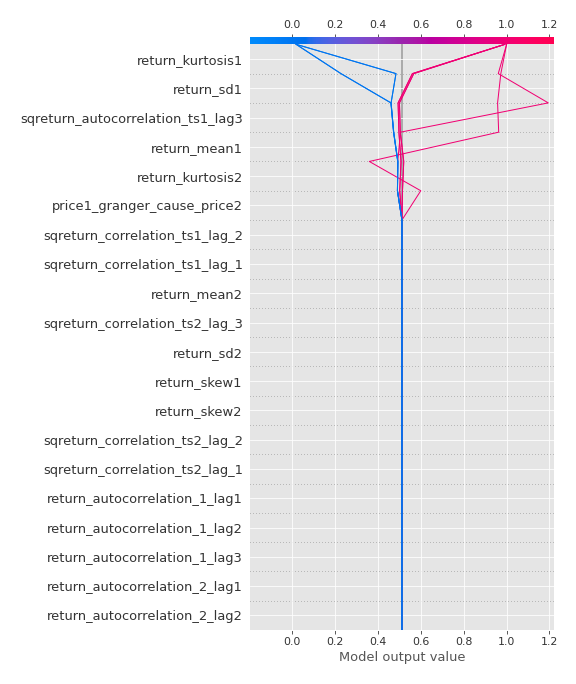 0.0 0.2 0.4 0.6 0.8 1.0 1.2
return_kurtosis1
return_sd1
sqreturn_autocorrelation_ts1_lag3
return_mean1
return_kurtosis2
price1_granger_cause_price2
sqreturn_correlation_ts1_lag_2
sqreturn_correlation_ts1_lag_1
return_mean2
sqreturn_correlation_ts2_lag_3
return_sd2
return_skew1
return_skew2
sqreturn_correlation_ts2_lag_2
sqreturn_correlation_ts2_lag_1
return_autocorrelation_1_lag1
return_autocorrelation_1_lag2
return_autocorrelation_1_lag3
return_autocorrelation_2_lag1
return_autocorrelation_2_lag2
0.0 0.2 0.4 0.6 0.8 1.0 1.2
Model output value